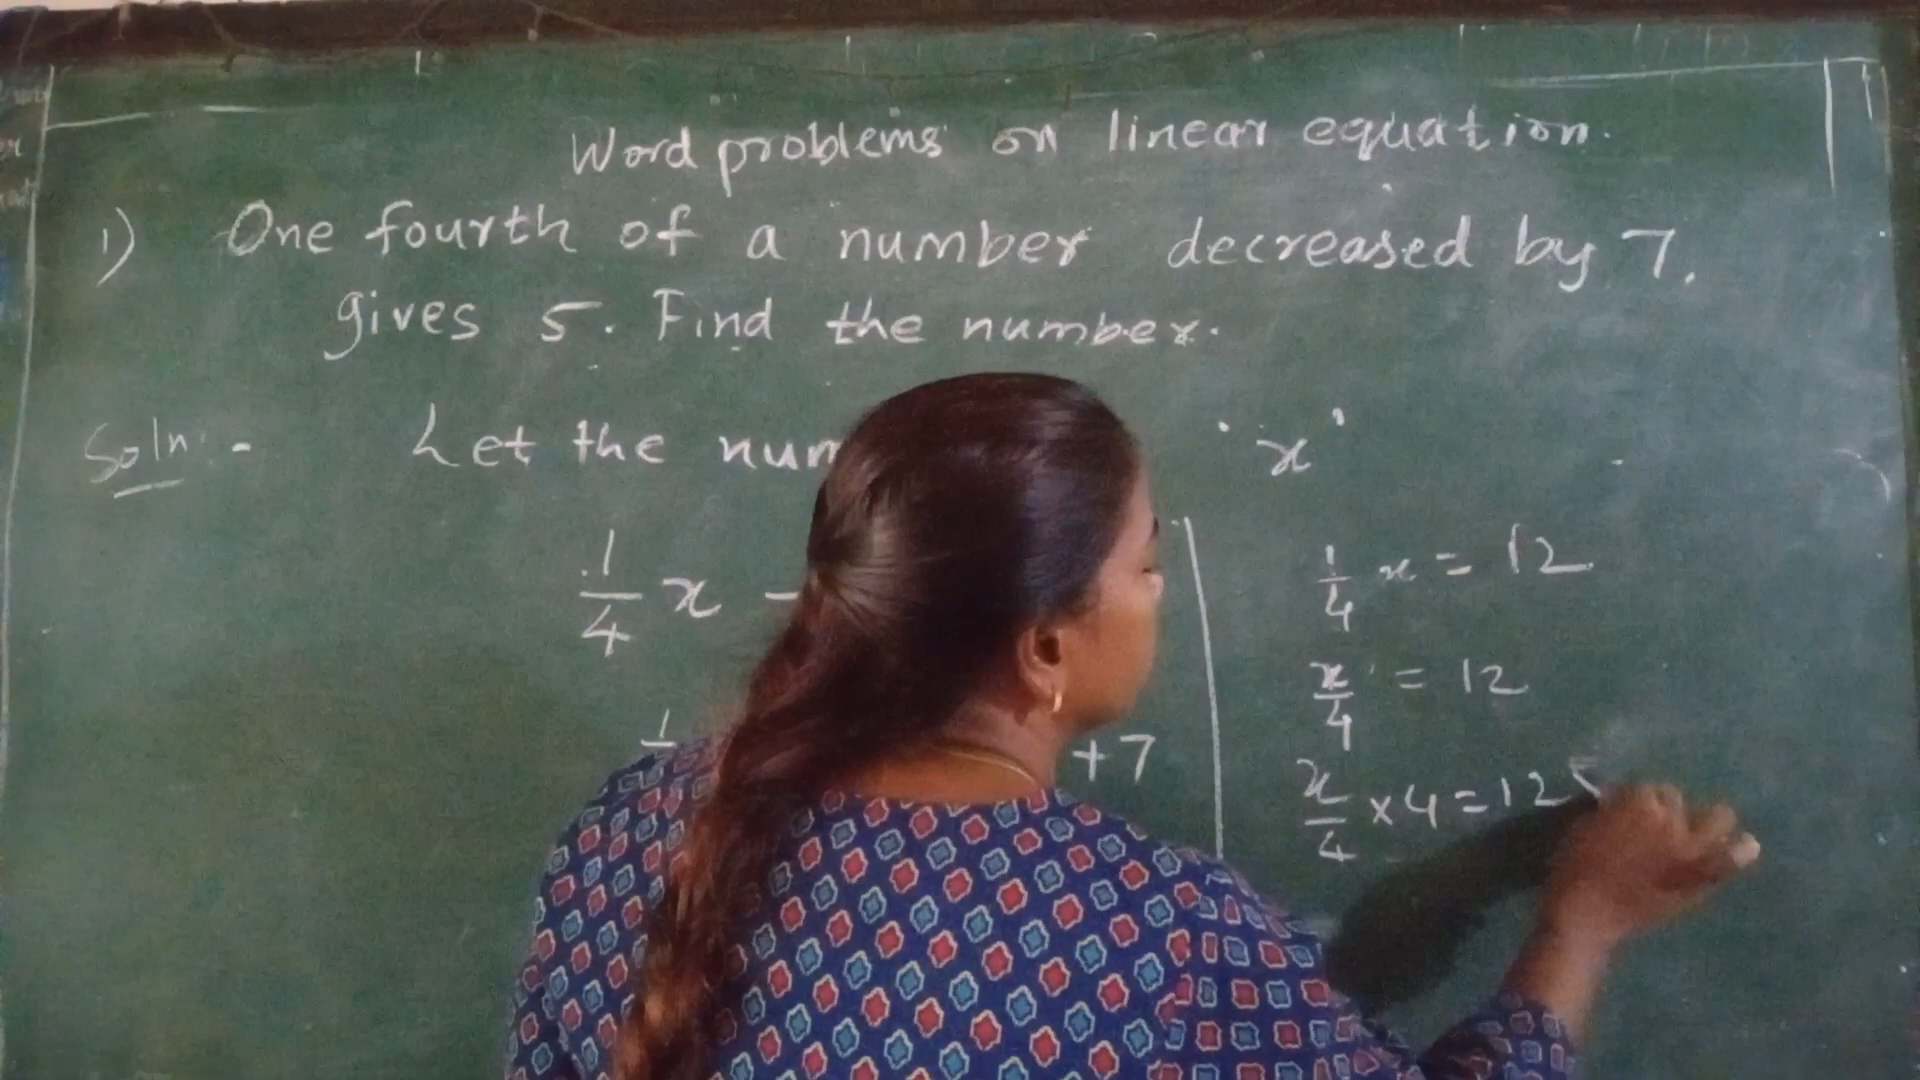 Word problems on linear equation.
1) One fourth of a number decreased by 7.
gives 5. Find the number.
Soln:- Let the 'x'
1/4 x -
+7
1/4 x = 12
x/4 = 12
x/4 × 4 = 12